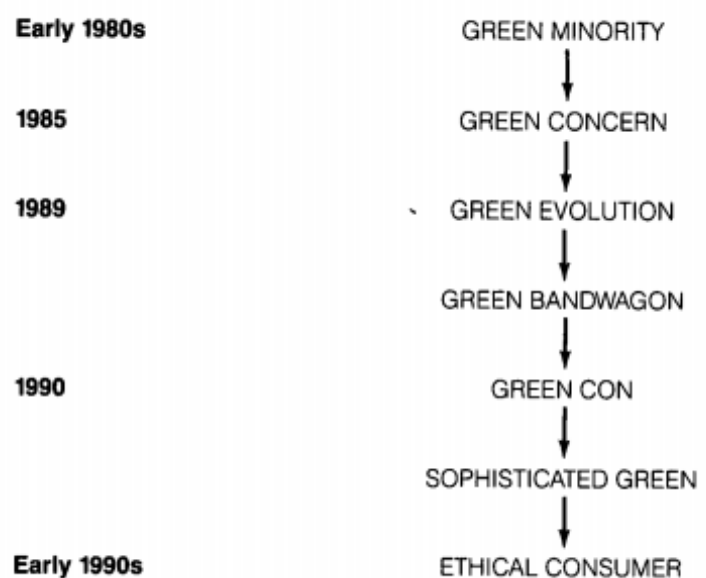 Early 1980s GREEN MINORITY
1985 GREEN CONCERN
1989 GREEN EVOLUTION
GREEN BANDWAGON
1990 GREEN CON
SOPHISTICATED GREEN
Early 1990s ETHICAL CONSUMER